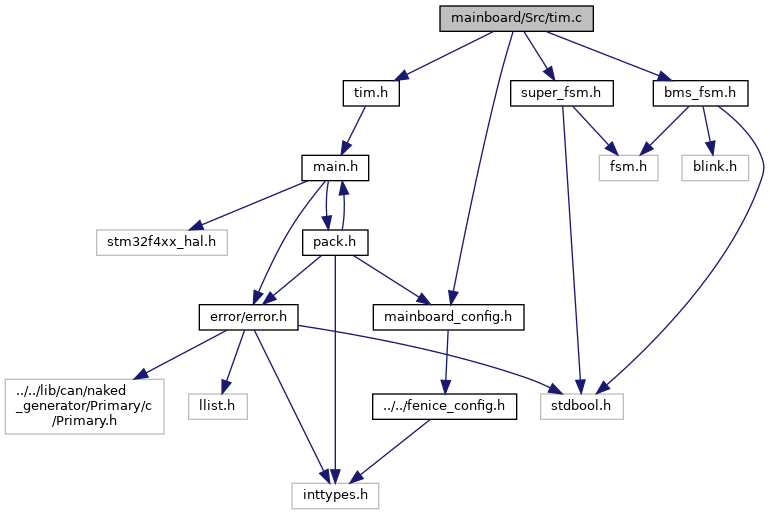 mainboard/Src/tim.c
tim.h
super_fsm.h
bms_fsm.h
main.h
fsm.h
blink.h
stm32f4xx_hal.h
pack.h
error/error.h
mainboard_config.h
../../lib/can/naked
_generator/Primary/c
/Primary.h
llist.h
../../fenice_config.h
stdbool.h
inttypes.h